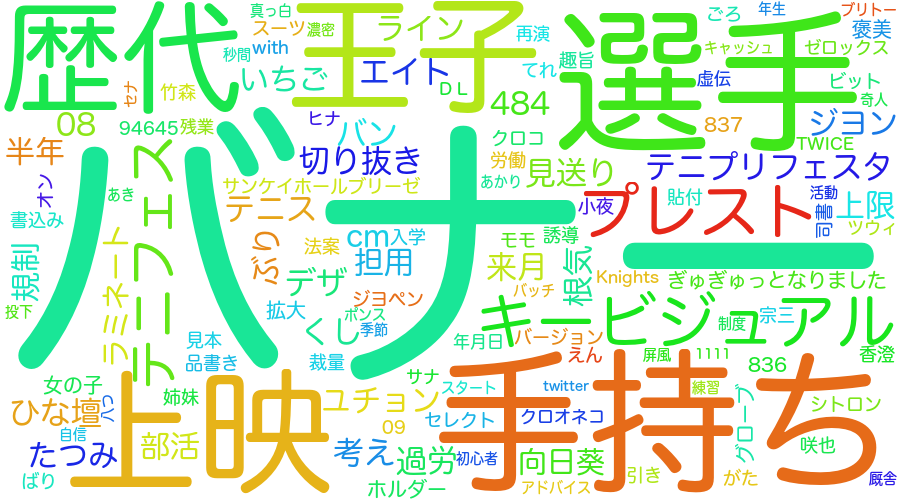 真っ白
スーツ
濃密
ライン
再演
ごろ
年生
ブリトー
褒美
秒間
with
歴代
王子
選手
エイト
てれ
趣旨
キャッシュ
ゼロックス
いちご
ＤＬ
虚伝
ビット
セナ
竹森
奇人
ヒナ
バン
484
837
ジヨン
08
94645
残業
クロコ
TWICE
半年
切り抜き
労働
見送り
テニプリフェスタ
オン
あき
サンケイホールブリーゼ
あかり
貼付
活動
上限
バナー
書込み
テニフェス
テニス
小夜
プレスト
司書
ツウィ
規制
ラミネート
ぶり
法案
cm
入学
モモ
誘導
担用
来月
根気
Knights
ぎゅぎゅっとなりました
投下
デザ
ジヨペン
バッチ
拡大
ポンス
くじ
季節
キービジュアル
制度
宗三
見本
品書き
裁量
年月日
バージョン
えん
屏風
1111
香澄
836
女の子
姉妹
サナ
スタート
twitter
練習
グローブ
ひな壇
八つ
上映
ユチョン
手持ち
シトロン
自信
09
セレクト
クロオネコ
たつみ
部活
考え
過労
初心者
向日葵
咲也
ばり
ホルダー
アドバイス
引き
がた
厩舎